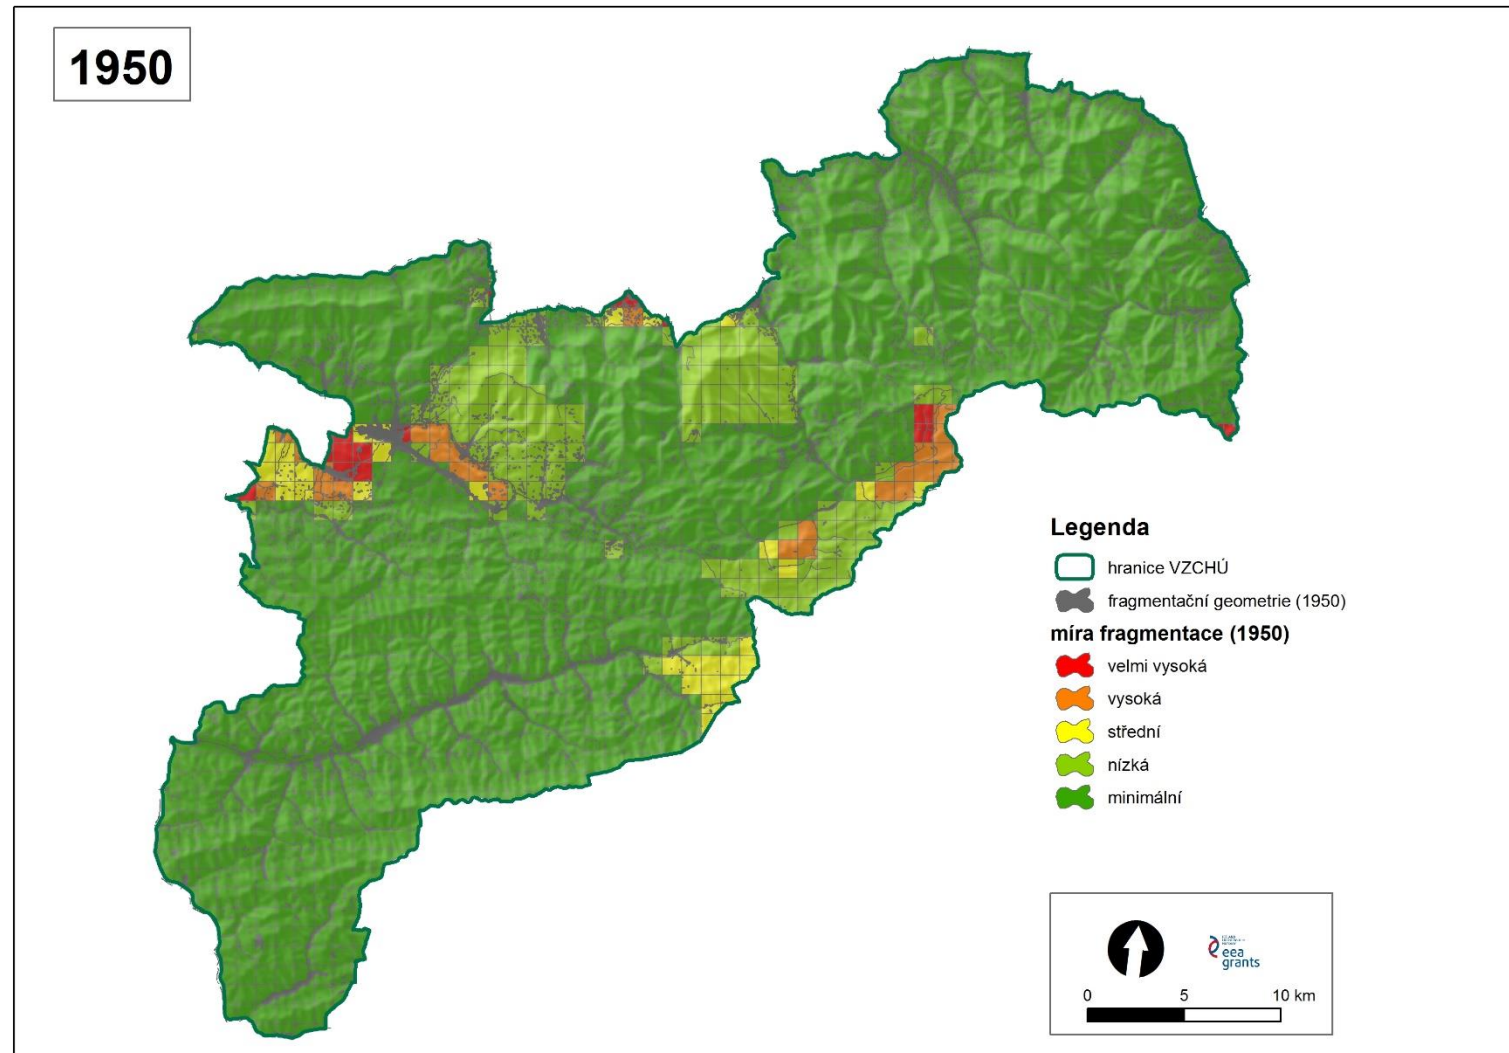 1950
Legenda
hranice VZCHÚ
fragmentační geometrie (1950)
míra fragmentace (1950)
velmi vysoká
vysoká
střední
nízká
minimální
eea
grants
0 5 10 km